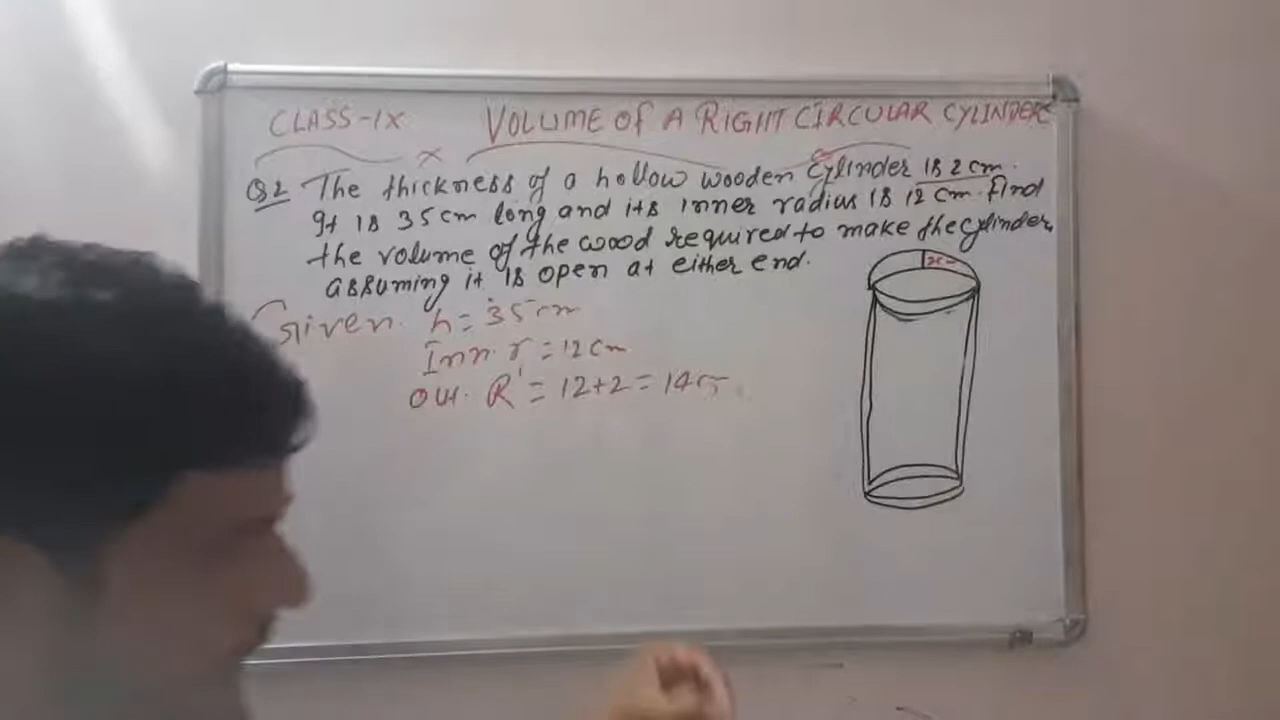 CLASS-IX VOLUME OF A RIGHT CIRCULAR CYLINDER
Q2 The thickness of a hollow wooden cylinder is 2 cm.
It is 35 cm long and its inner radius is 12 cm. Find
the volume of the wood required to make the cylinder,
assuming it is open at either end.
2cm
Given. h = 35 cm
Inn. r = 12 cm
Out. R' = 12+2 = 14cm